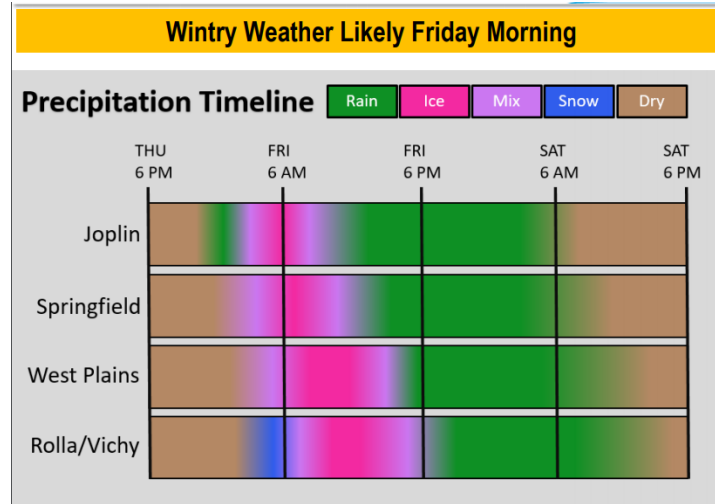 Wintry Weather Likely Friday Morning
Precipitation Timeline Rain Ice Mix Snow Dry
THU FRI FRI SAT SAT
6 PM 6 AM 6 PM 6 AM 6 PM
Joplin
Springfield
West Plains
Rolla/Vichy